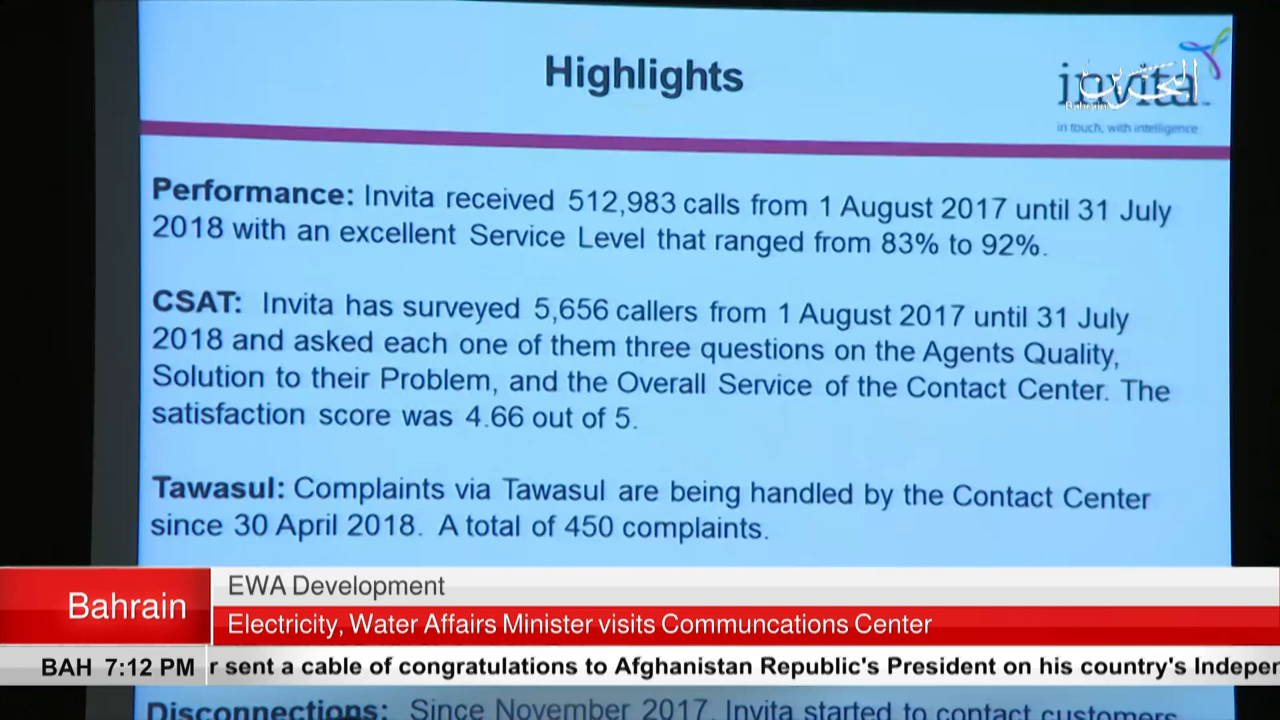 Highlights
invita
البحرين
Bahrain
in touch, with intelligence
Performance: Invita received 512,983 calls from 1 August 2017 until 31 July
2018 with an excellent Service Level that ranged from 83% to 92%.
CSAT: Invita has surveyed 5,656 callers from 1 August 2017 until 31 July
2018 and asked each one of them three questions on the Agents Quality,
Solution to their Problem, and the Overall Service of the Contact Center. The
satisfaction score was 4.66 out of 5.
Tawasul: Complaints via Tawasul are being handled by the Contact Center
since 30 April 2018. A total of 450 complaints.
EWA Development
Bahrain
Electricity, Water Affairs Minister visits Communcations Center
BAH 7:12 PM r sent a cable of congratulations to Afghanistan Republic's President on his country's Indeper
Disconnections: Since November 2017, Invita started to contact customers